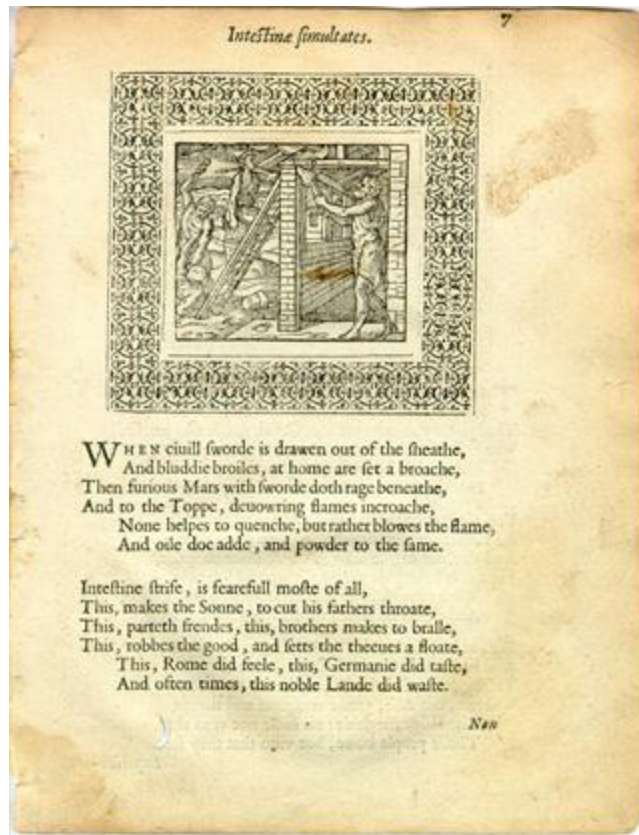 7
Inteſtinæ ſimultates.
WHEN ciuill ſworde is drawen out of the ſheathe,
And bluddie broiles, at home are ſet a broache,
Then furious Mars with ſworde doth rage beneathe,
And to the Toppe, deuowring flames incroache,
None helpes to quenche, but rather blowes the flame,
And oile doe adde, and powder to the ſame.
Inteſtine ſtrife, is fearefull moſte of all,
This, makes the Sonne, to cut his fathers throate,
This, parteth frendes, this, brothers makes to bralle,
This, robbes the good, and ſetts the theeues a floate,
This, Rome did feele, this, Germanie did taſte,
And often times, this noble Lande did waſte.
Non